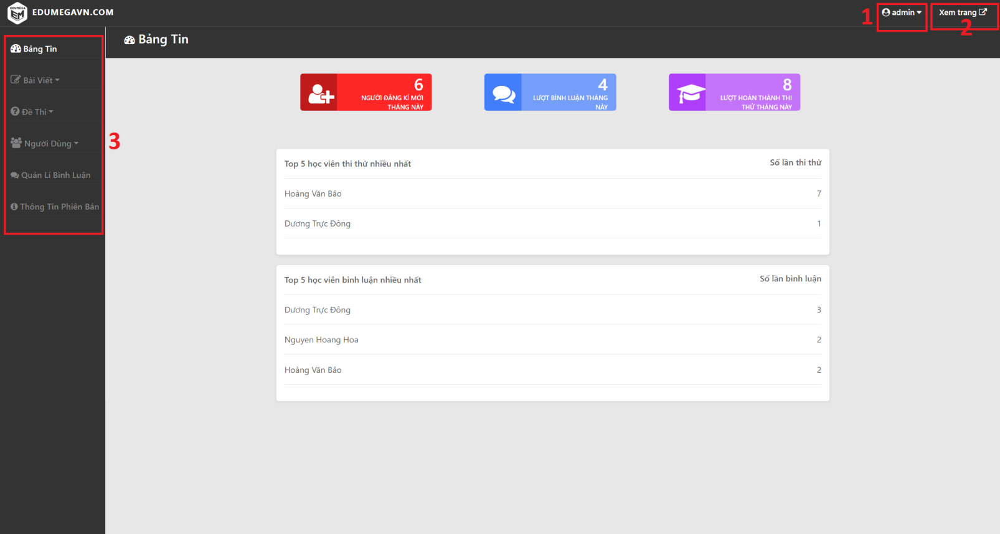 EDUMEGA
EM
EDUMEGAVN.COM
1
admin
Xem trang
2
Bảng Tin
Bảng Tin
Bài Viết
Đề Thi
Người Dùng
3
Quản Lí Bình Luận
Thông Tin Phiên Bản
6
NGƯỜI ĐĂNG KÍ MỚI
THÁNG NÀY
4
LƯỢT BÌNH LUẬN THÁNG
NÀY
8
LƯỢT HOÀN THÀNH THI
THỬ THÁNG NÀY
Top 5 học viên thi thử nhiều nhất Số lần thi thử
Hoàng Văn Bảo 7
Dương Trực Đông 1
Top 5 học viên bình luận nhiều nhất Số lần bình luận
Dương Trực Đông 3
Nguyen Hoang Hoa 2
Hoàng Văn Bảo 2